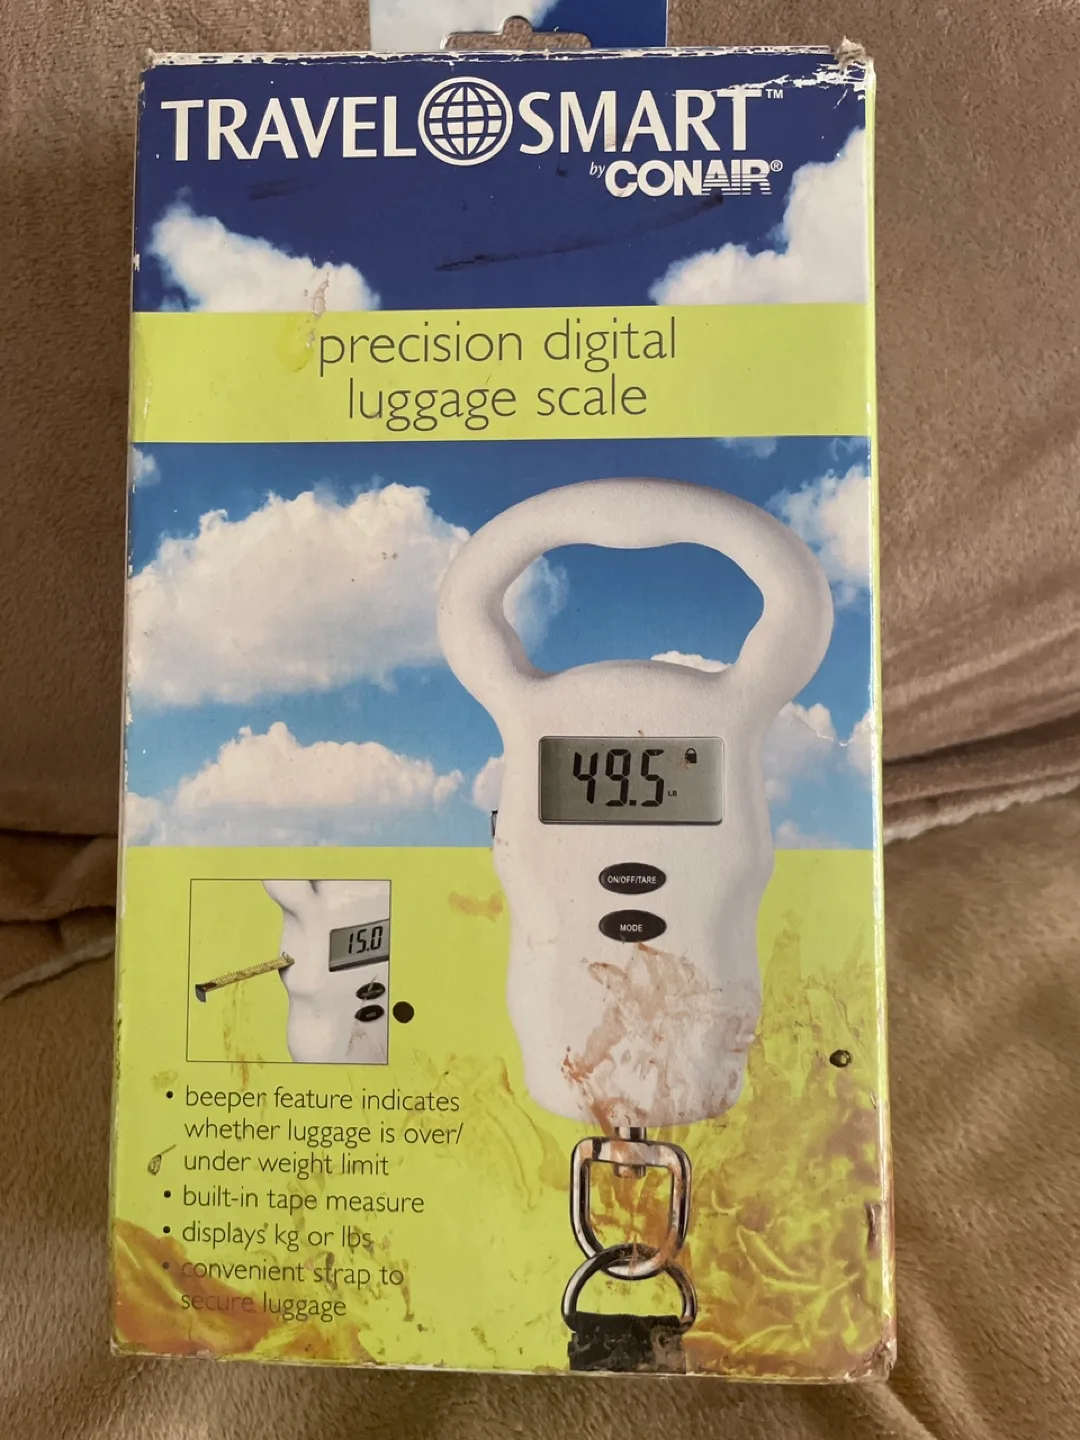 TRAVEL SMART™
by CONAIR®
precision digital
luggage scale
49.5 LB
ON/OFF/TARE
MODE
15.0
• beeper feature indicates
whether luggage is over/
under weight limit
• built-in tape measure
• displays kg or lbs
• convenient strap to
secure luggage